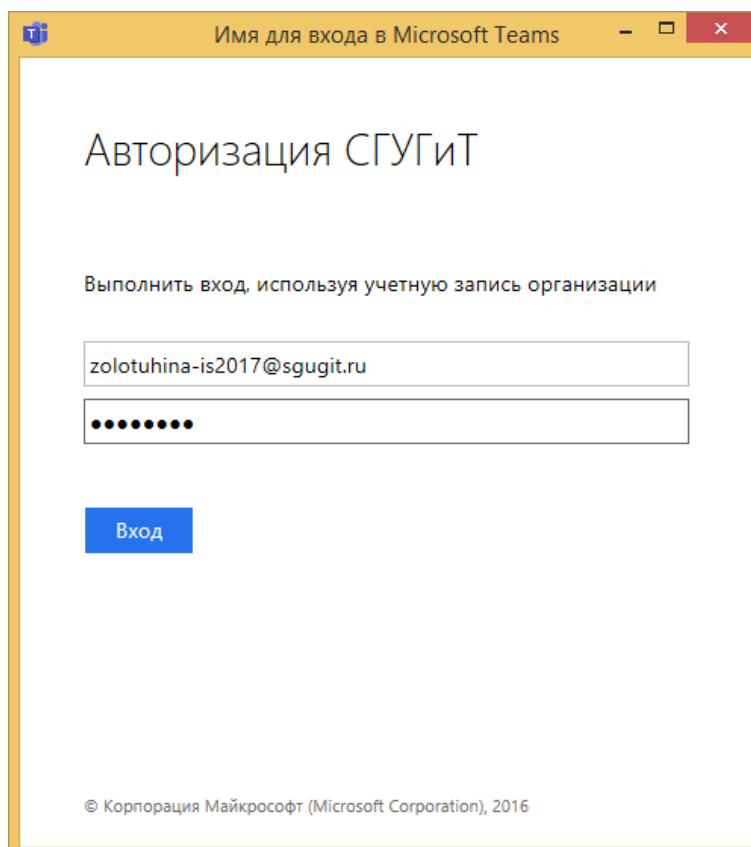 Имя для входа в Microsoft Teams
Авторизация СГУГиТ
Выполнить вход, используя учетную запись организации
zolotuhina-is2017@sgugit.ru
●●●●●●●●
Вход
© Корпорация Майкрософт (Microsoft Corporation), 2016